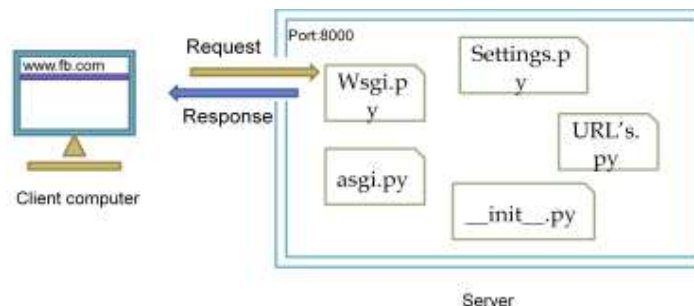 www.fb.com
Client computer
Request
Response
Port:8000
Wsgi.p
y
Settings.p
y
URL's.
py
asgi.py
__init__.py
Server